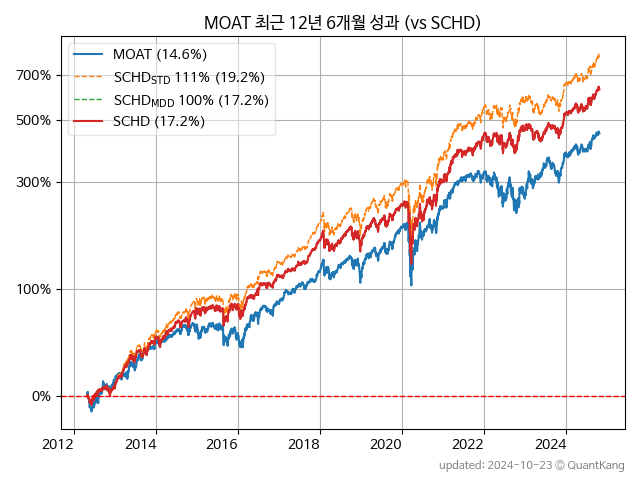 MOAT 최근 12년 6개월 성과 (vs SCHD)
MOAT (14.6%)
SCHD_STD 111% (19.2%)
SCHD_MDD 100% (17.2%)
SCHD (17.2%)
700%
500%
300%
100%
0%
2012 2014 2016 2018 2020 2022 2024
updated: 2024-10-23 © QuantKang